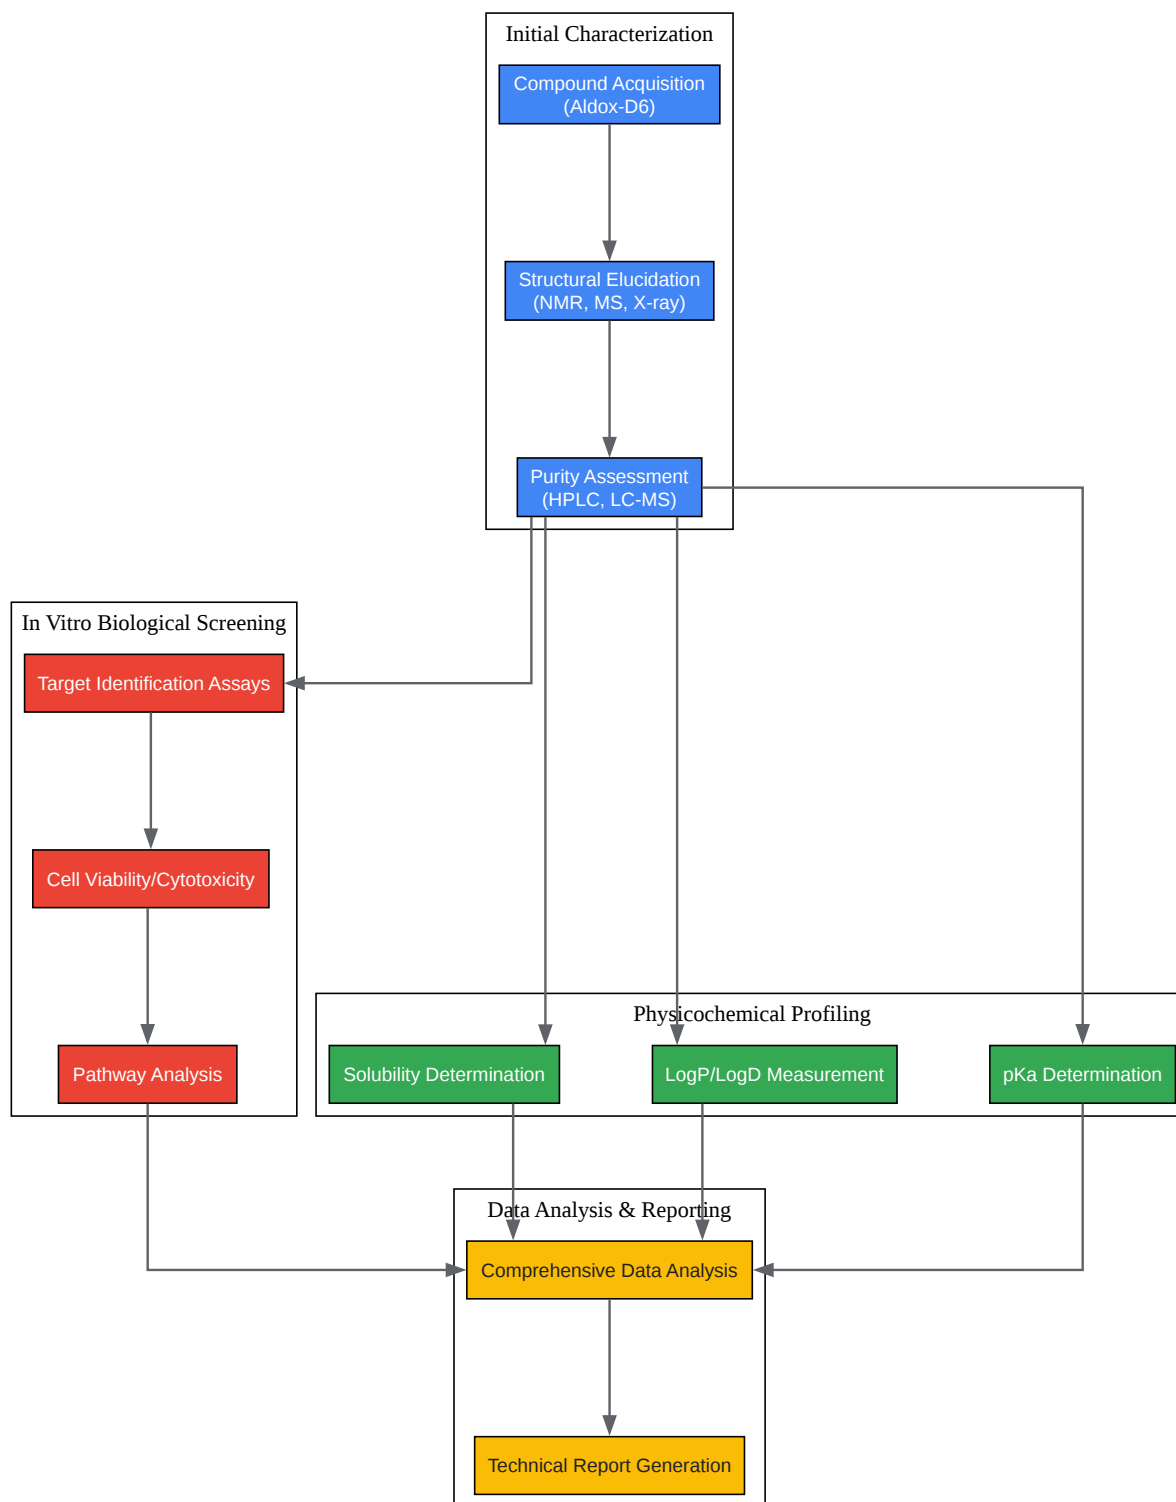 Initial Characterization
Compound Acquisition
(Aldox-D6)
Structural Elucidation
(NMR, MS, X-ray)
Purity Assessment
(HPLC, LC-MS)
In Vitro Biological Screening
Target Identification Assays
Cell Viability/Cytotoxicity
Pathway Analysis
Physicochemical Profiling
Solubility Determination
LogP/LogD Measurement
pKa Determination
Data Analysis & Reporting
Comprehensive Data Analysis
Technical Report Generation